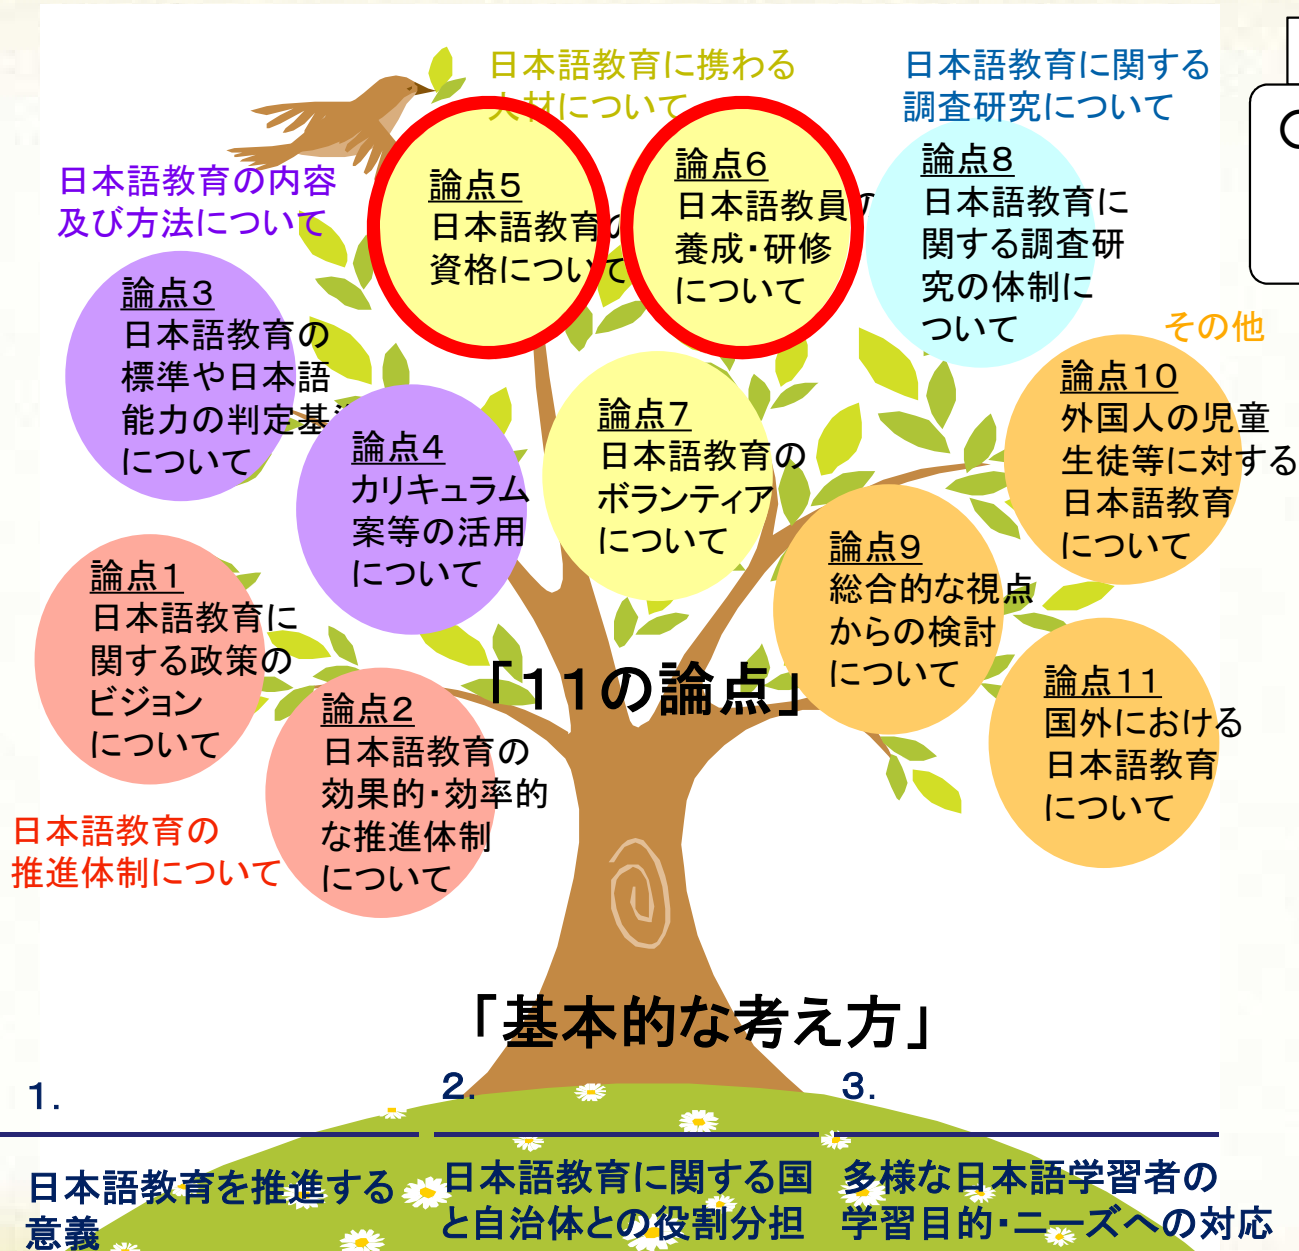 日本語教育に携わる
人材について
日本語教育に関する
調査研究について
日本語教育の内容
及び方法について
論点5
日本語教育の
資格について
論点6
日本語教員の
養成・研修
について
論点8
日本語教育に
関する調査研
究の体制に
ついて
論点3
日本語教育の
標準や日本語
能力の判定基準
について
その他
論点10
外国人の児童
生徒等に対する
日本語教育
について
論点4
カリキュラム
案等の活用
について
論点7
日本語教育の
ボランティア
について
論点9
総合的な視点
からの検討
について
論点1
日本語教育に
関する政策の
ビジョン
について
論点2
日本語教育の
効果的・効率的
な推進体制
について
「11の論点」
論点11
国外における
日本語教育
について
日本語教育の
推進体制について
「基本的な考え方」
1.
日本語教育を推進する
意義
2.
日本語教育に関する国
と自治体との役割分担
3.
多様な日本語学習者の
学習目的・ニーズへの対応